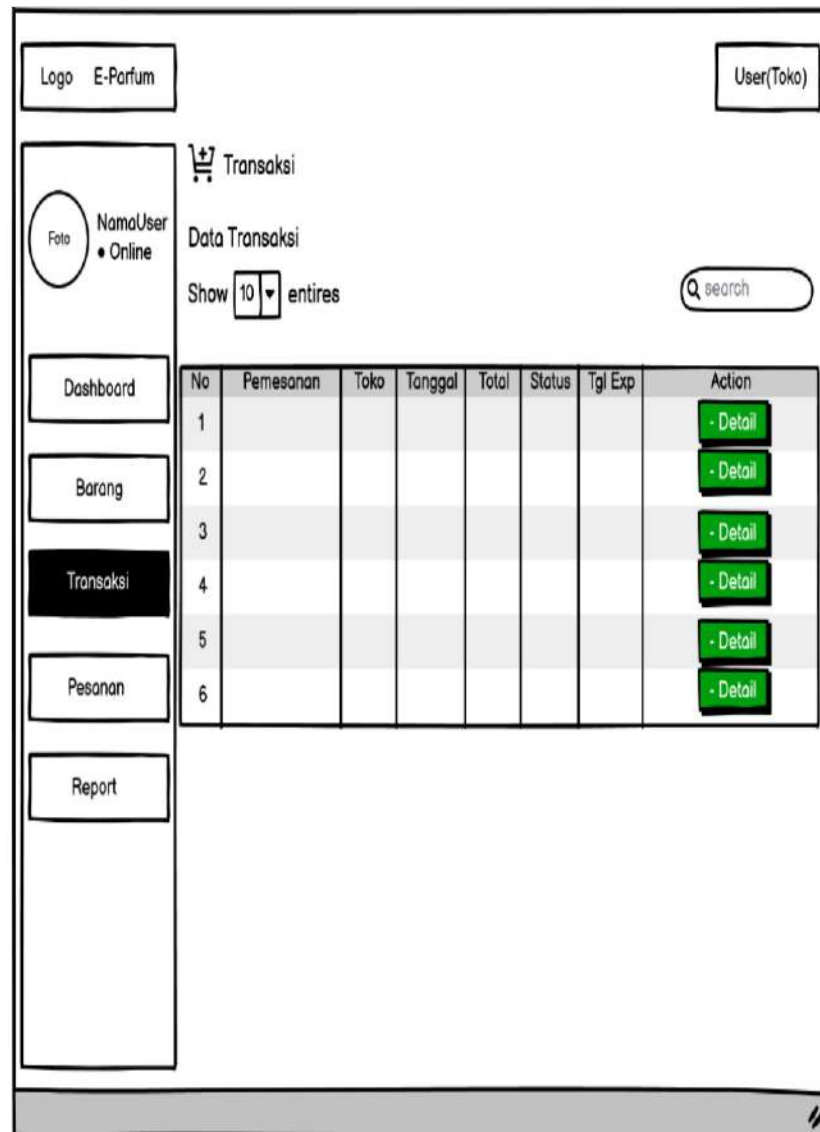 Logo E-Parfum
User(Toko)
Foto
NamaUser
• Online
Dashboard
Barang
Transaksi
Pesanan
Report
Transaksi
Data Transaksi
Show 10 entires
search
No Pemesanan Toko Tanggal Total Status Tgl Exp Action
1 - Detail
2 - Detail
3 - Detail
4 - Detail
5 - Detail
6 - Detail